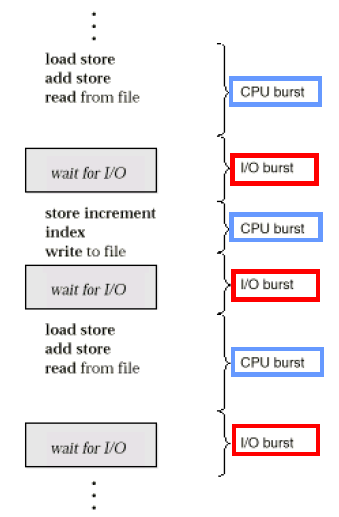 load store
add store
read from file
CPU burst
wait for I/O
I/O burst
store increment
index
write to file
CPU burst
wait for I/O
I/O burst
load store
add store
read from file
CPU burst
wait for I/O
I/O burst